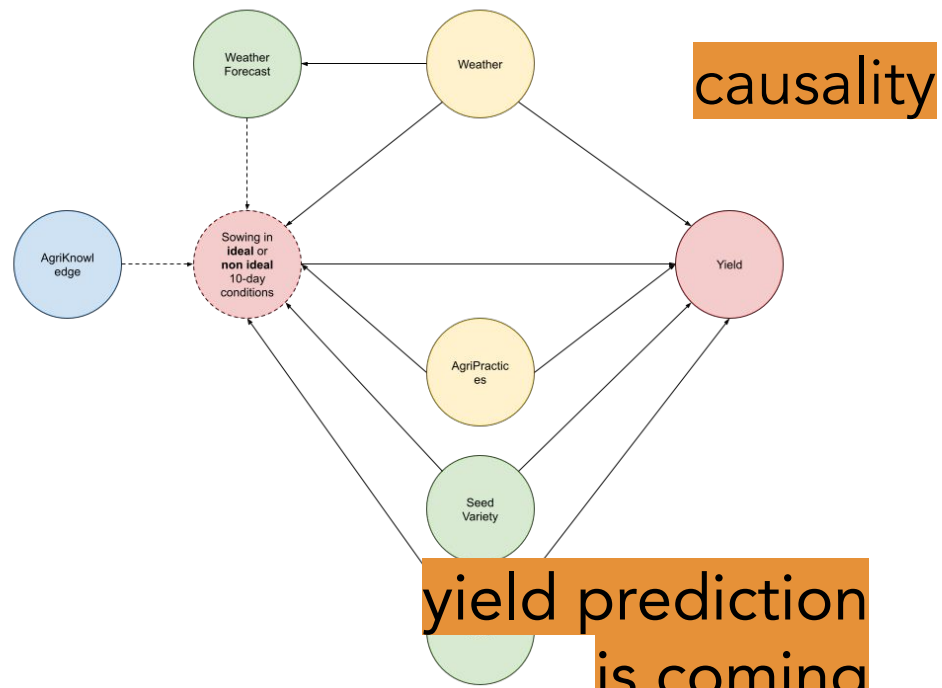 Weather
Forecast
Weather
causality
AgriKnowl
edge
Sowing in
ideal or
non ideal
10-day
conditions
Yield
AgriPractic
es
Seed
Variety
yield prediction
is coming